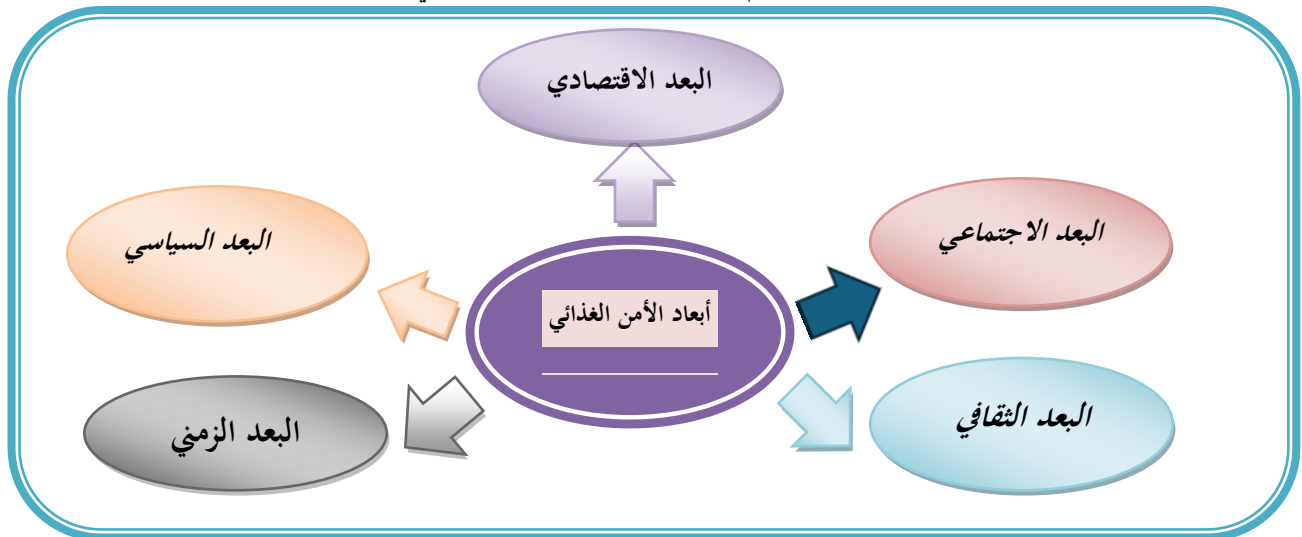 البعد الاقتصادي
البعد الاجتماعي
البعد السياسي
أبعاد الأمن الغذائي
البعد الثقافي
البعد الزمني